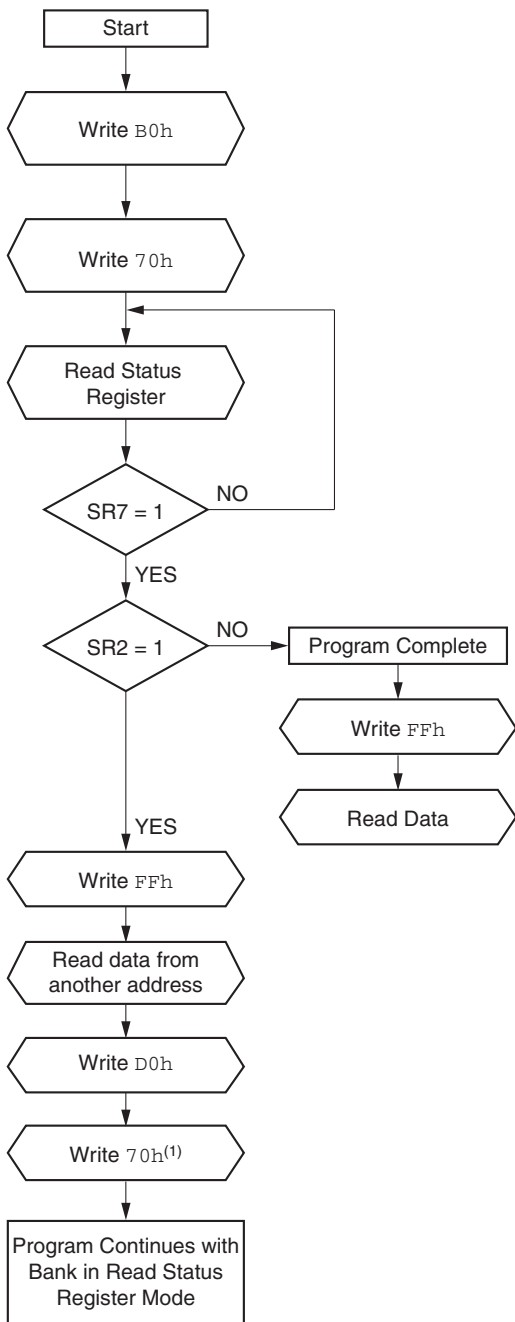 Start
Write B0h
Write 70h
Read Status
Register
SR7 = 1
NO
YES
SR2 = 1
NO
Program Complete
Write FFh
Read Data
YES
Write FFh
Read data from
another address
Write D0h
Write 70h(1)
Program Continues with
Bank in Read Status
Register Mode